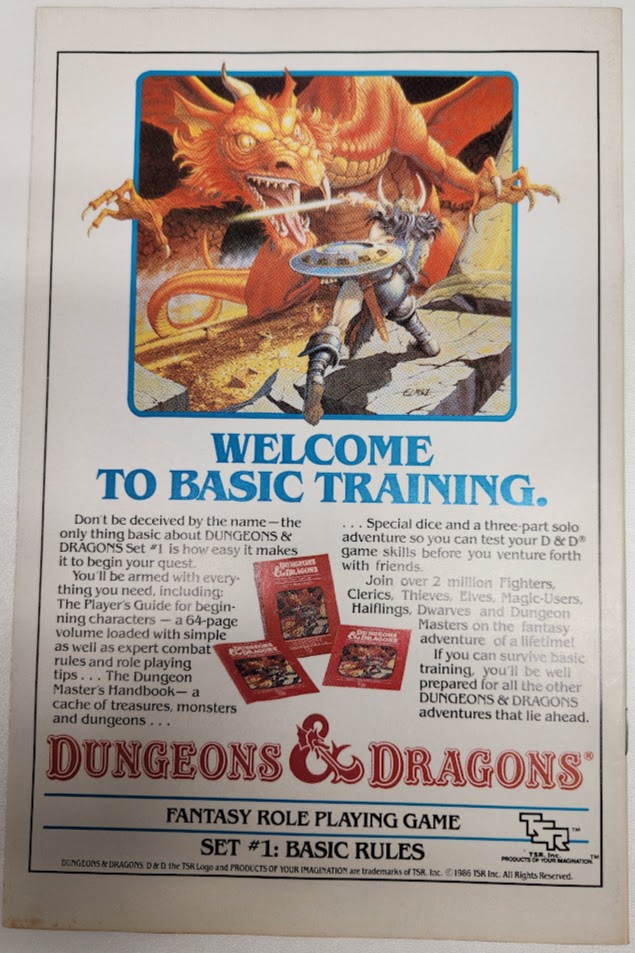 ELMORE
WELCOME
TO BASIC TRAINING.
Don't be deceived by the name—the
only thing basic about DUNGEONS &
DRAGONS Set #1 is how easy it makes
it to begin your quest.
You'll be armed with every-
thing you need, including:
The Player's Guide for begin-
ning characters — a 64-page
volume loaded with simple
as well as expert combat
rules and role playing
tips . . . The Dungeon
Master's Handbook— a
cache of treasures, monsters
and dungeons . . .
. . . Special dice and a three-part solo
adventure so you can test your D & D®
game skills before you venture forth
with friends.
Join over 2 million Fighters,
Clerics, Thieves, Elves, Magic-Users,
Halflings, Dwarves and Dungeon
Masters on the fantasy
adventure of a lifetime!
If you can survive basic
training, you'll be well
prepared for all the other
DUNGEONS & DRAGONS
adventures that lie ahead.
DUNGEONS
& DRAGONS
DUNGEONS
& DRAGONS
DUNGEONS
& DRAGONS
DUNGEONS & DRAGONS®
FANTASY ROLE PLAYING GAME
SET #1: BASIC RULES
TSR™
TSR, Inc.
PRODUCTS OF YOUR IMAGINATION.™
DUNGEONS & DRAGONS, D & D, the TSR Logo and PRODUCTS OF YOUR IMAGINATION are trademarks of TSR, Inc. ©1986 TSR Inc. All Rights Reserved.